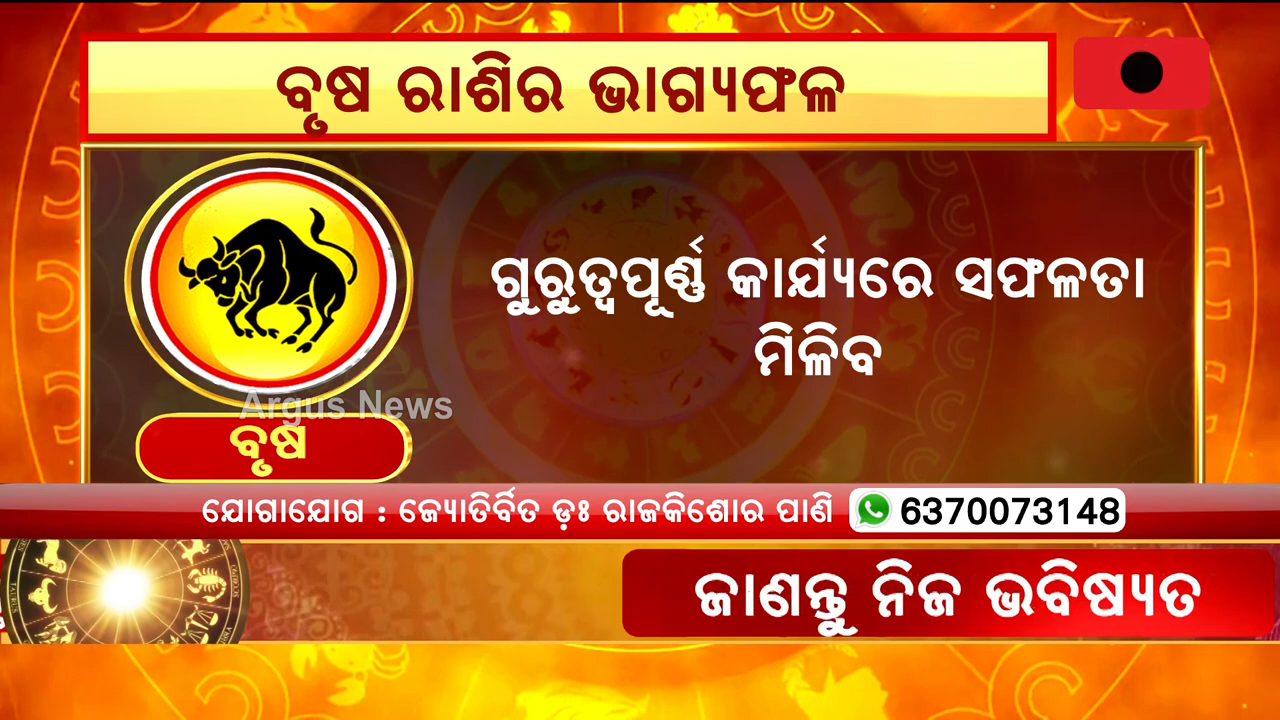 ବୃଷ ରାଶିର ଭାଗ୍ୟଫଳ
ଗୁରୁତ୍ୱପୂର୍ଣ୍ଣ କାର୍ଯ୍ୟରେ ସଫଳତା
ମିଳିବ
Argus News
ବୃଷ
ଯୋଗାଯୋଗ : ଜ୍ୟୋତିର୍ବିତ ଡ଼ଃ ରାଜକିଶୋର ପାଣି 6370073148
ଜାଣନ୍ତୁ ନିଜ ଭବିଷ୍ୟତ